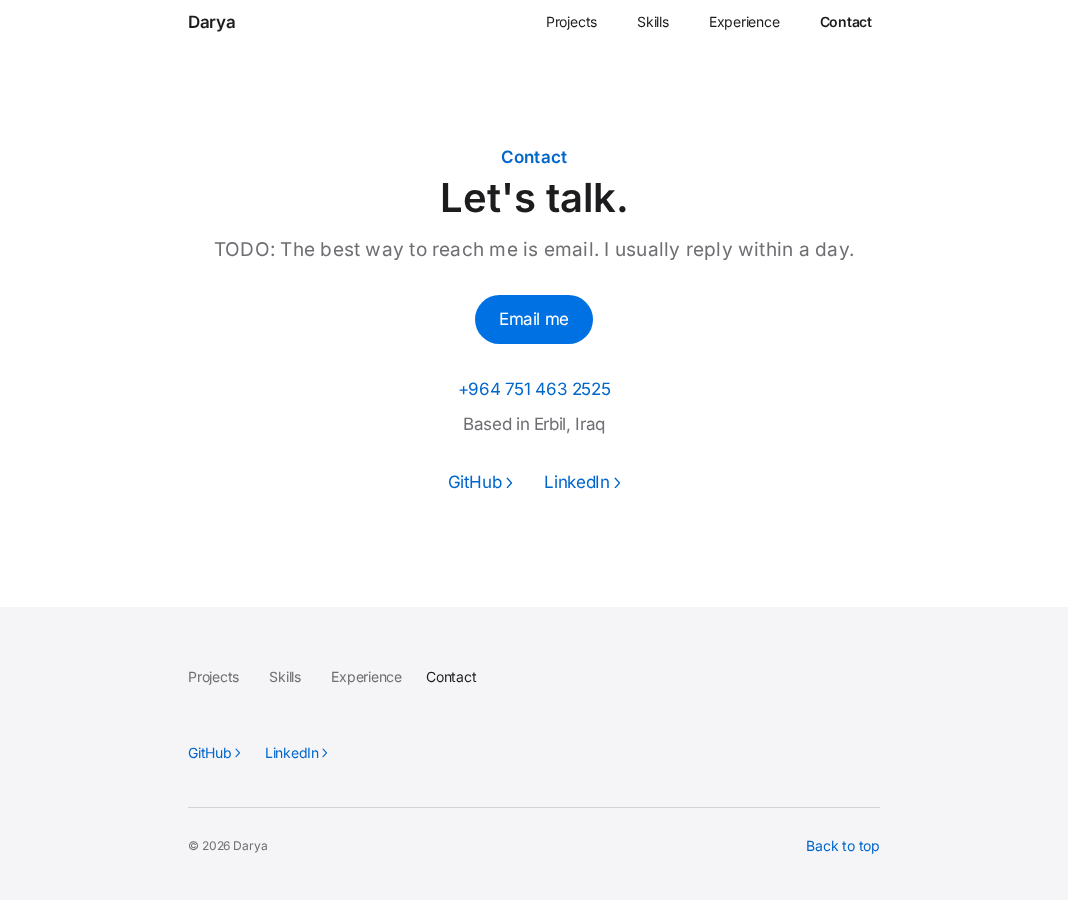 Darya
Projects Skills Experience Contact
Contact
Let's talk.
TODO: The best way to reach me is email. I usually reply within a day.
Email me
+964 751 463 2525
Based in Erbil, Iraq
GitHub LinkedIn
Projects Skills Experience Contact
GitHub LinkedIn
© 2026 Darya
Back to top